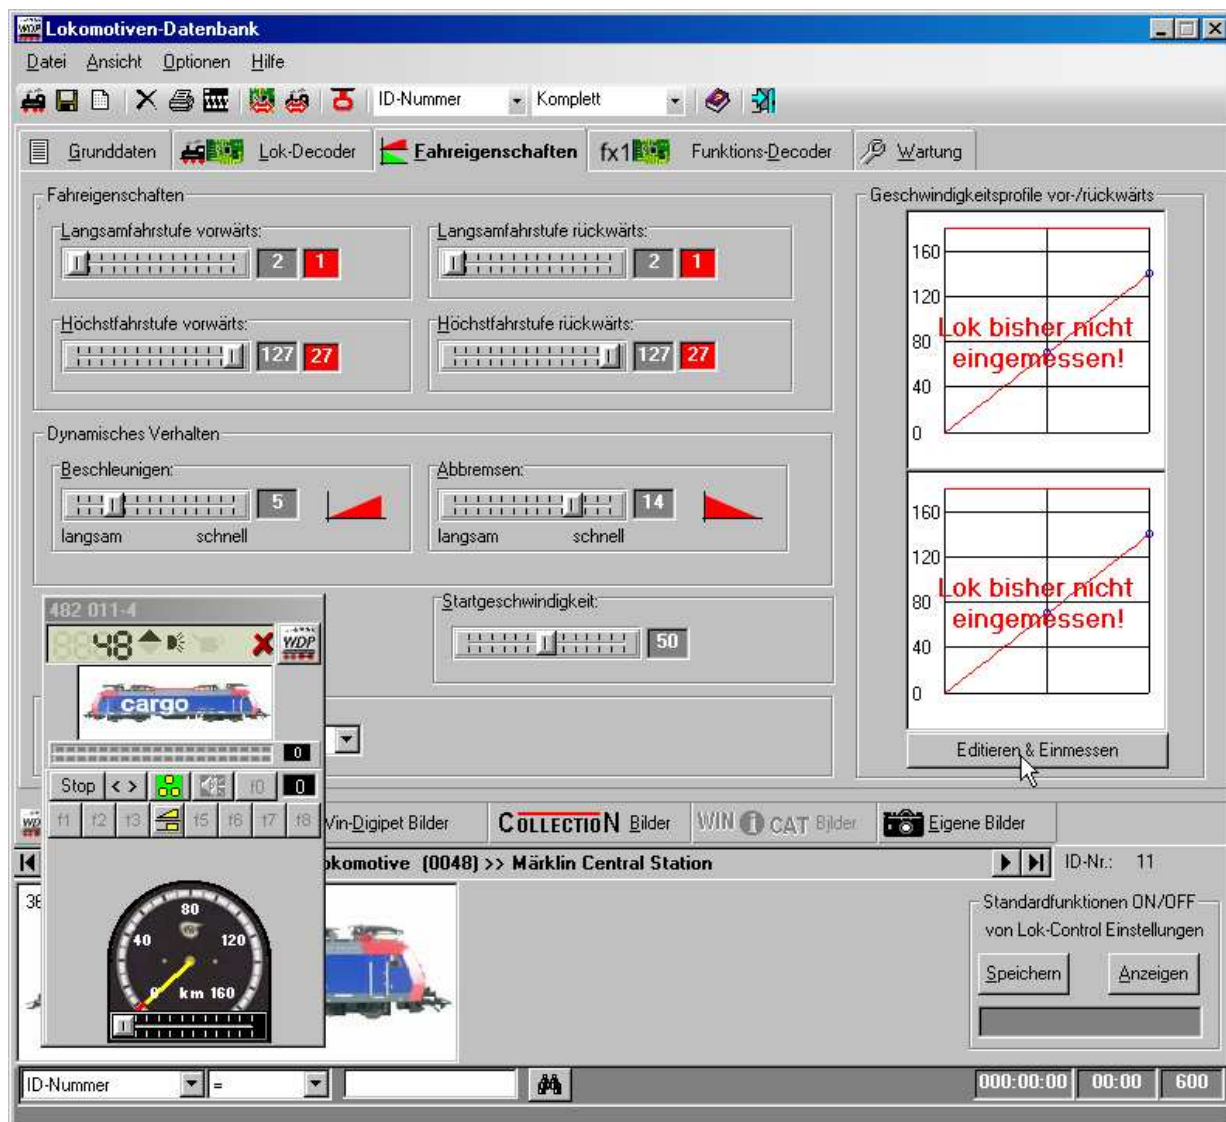 WDP Lokomotiven-Datenbank
Datei Ansicht Optionen Hilfe
ID-Nummer Komplett
Grunddaten Lok-Decoder Fahreigenschaften fx1 Funktions-Decoder Wartung
Fahreigenschaften
Langsamfahrstufe vorwärts:
2 1
Langsamfahrstufe rückwärts:
2 1
Höchstfahrstufe vorwärts:
127 27
Höchstfahrstufe rückwärts:
127 27
Dynamisches Verhalten
Beschleunigen:
5
langsam schnell
Abbremsen:
14
langsam schnell
Startgeschwindigkeit:
50
Geschwindigkeitsprofile vor-/rückwärts
160
120
Lok bisher nicht
80
eingemessen!
40
0
160
120
Lok bisher nicht
80
eingemessen!
40
0
Editieren & Einmessen
482 011-4
48 WDP
cargo
0
Stop < > f0 0
f1 f2 f3 f5 f6 f7 f8
80
40 120
0 km 160
Win-Digipet Bilder COLLECTION Bilder WIN i CAT Bilder Eigene Bilder
okomotive (0048) >> Märklin Central Station ID-Nr.: 11
Standardfunktionen ON/OFF
von Lok-Control Einstellungen
Speichern Anzeigen
ID-Nummer = 000:00:00 00:00 600